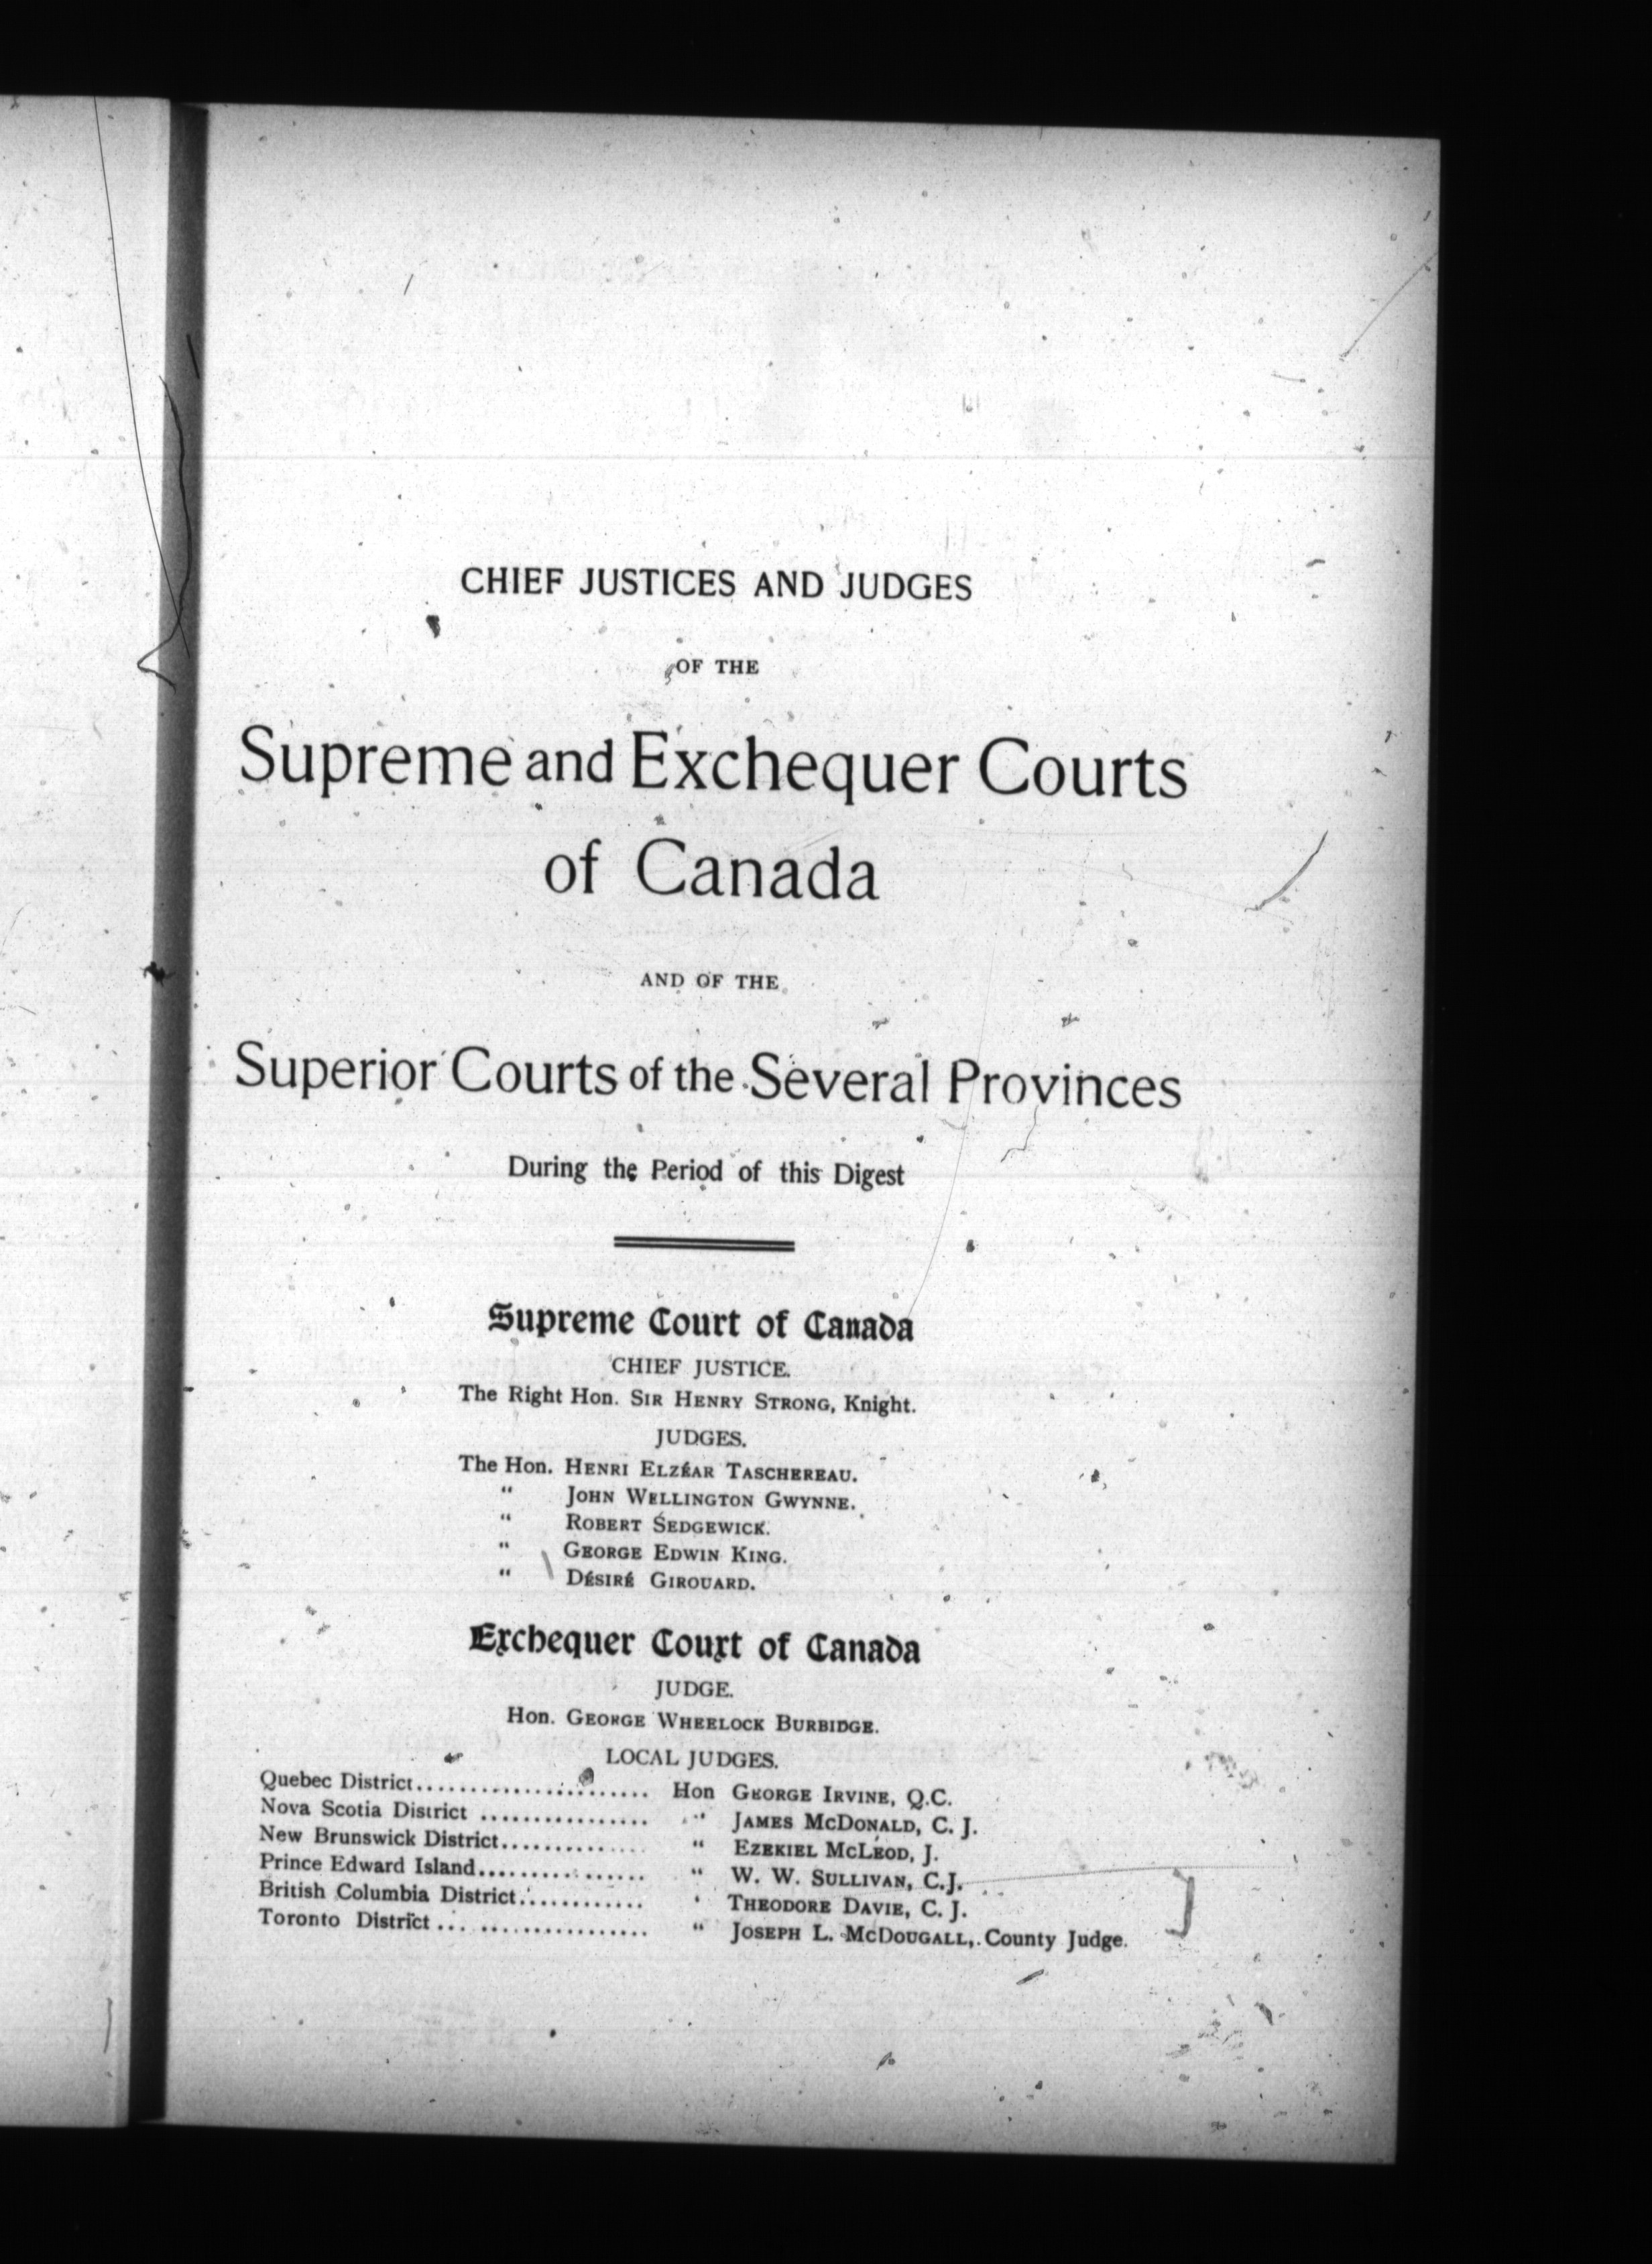 CHIEF JUSTICES AND JUDGES
OF THE
Supreme and Exchequer Courts
of Canada
AND OF THE
Superior Courts of the Several Provinces
During the Period of this Digest
Supreme Court of Canada
CHIEF JUSTICE.
The Right Hon. SIR HENRY STRONG, Knight.
JUDGES.
The Hon. HENRI ELZÉAR TASCHEREAU.
" JOHN WELLINGTON GWYNNE.
" ROBERT SEDGEWICK.
" GEORGE EDWIN KING.
" DÉSIRÉ GIROUARD.
Exchequer Court of Canada
JUDGE.
Hon. GEORGE WHEELOCK BURBIDGE.
LOCAL JUDGES.
Quebec District...................... Hon GEORGE IRVINE, Q.C.
Nova Scotia District ................ " JAMES MCDONALD, C. J.
New Brunswick District.............. " EZEKIEL MCLEOD, J.
Prince Edward Island................ " W. W. SULLIVAN, C.J.
British Columbia District............ " THEODORE DAVIE, C. J.
Toronto District ................... " JOSEPH L. MCDOUGALL, County Judge.